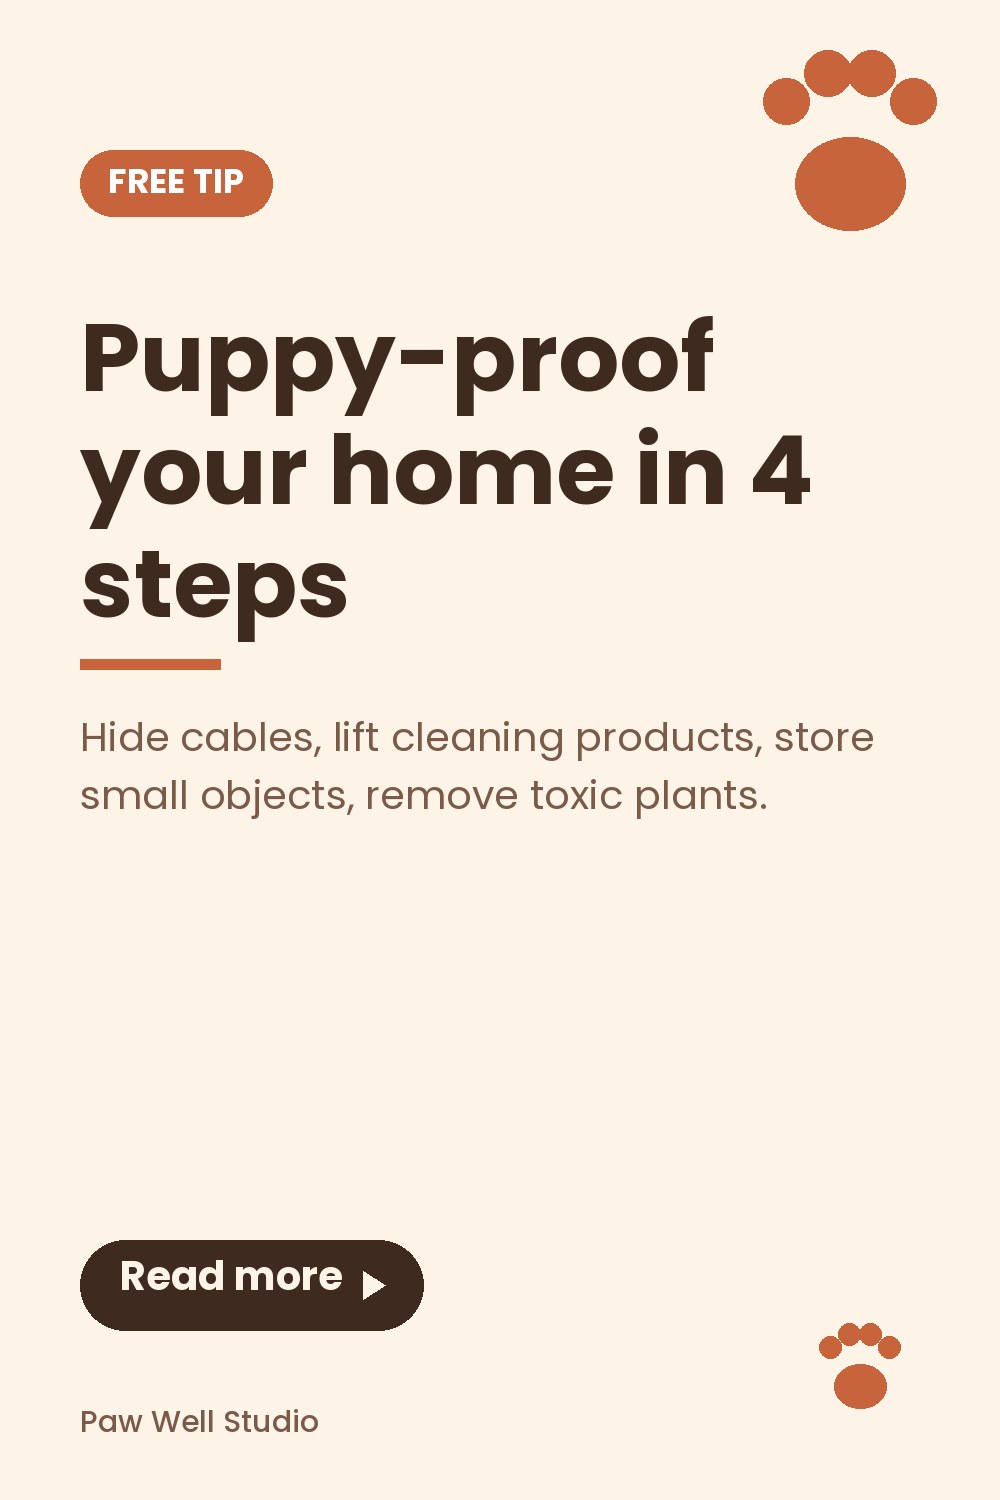 FREE TIP
Puppy-proof
your home in 4
steps
Hide cables, lift cleaning products, store
small objects, remove toxic plants.
Read more
Paw Well Studio